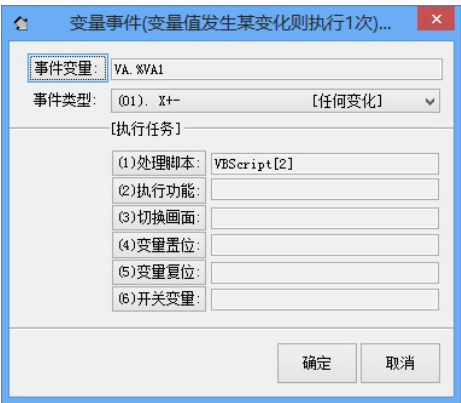 变量事件(变量值发生某变化则执行1次)...
事件变量: VA.%VA1
事件类型: (01). X+- [任何变化]
[执行任务]
(1)处理脚本: VBScript[2]
(2)执行功能:
(3)切换画面:
(4)变量置位:
(5)变量复位:
(6)开关变量:
确定 取消